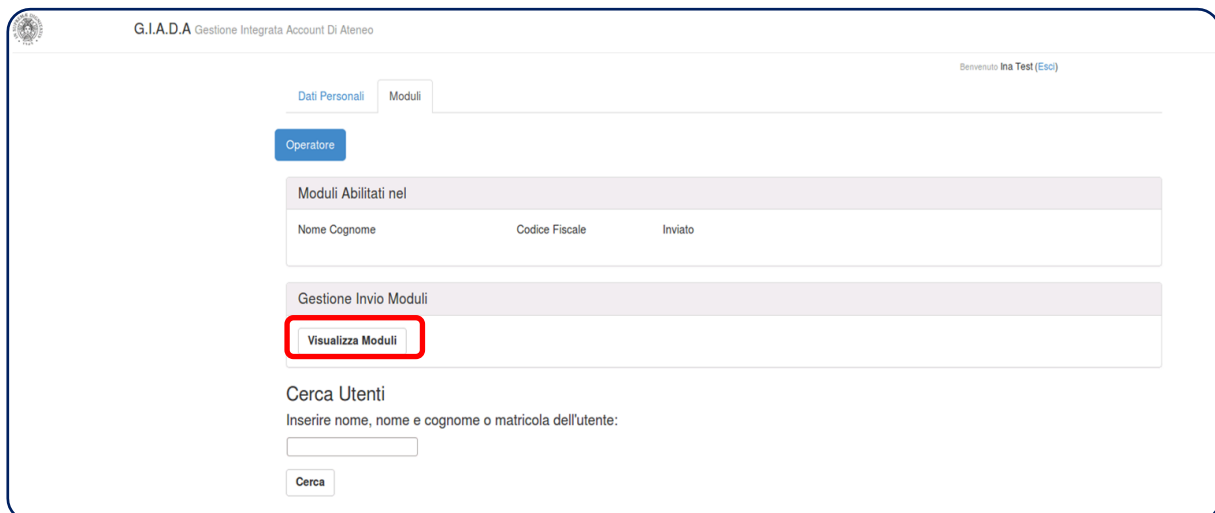 G.I.A.D.A Gestione Integrata Account Di Ateneo
Benvenuto Ina Test (Esci)
Dati Personali Moduli
Operatore
Moduli Abilitati nel
Nome Cognome Codice Fiscale Inviato
Gestione Invio Moduli
Visualizza Moduli
Cerca Utenti
Inserire nome, nome e cognome o matricola dell'utente:
Cerca